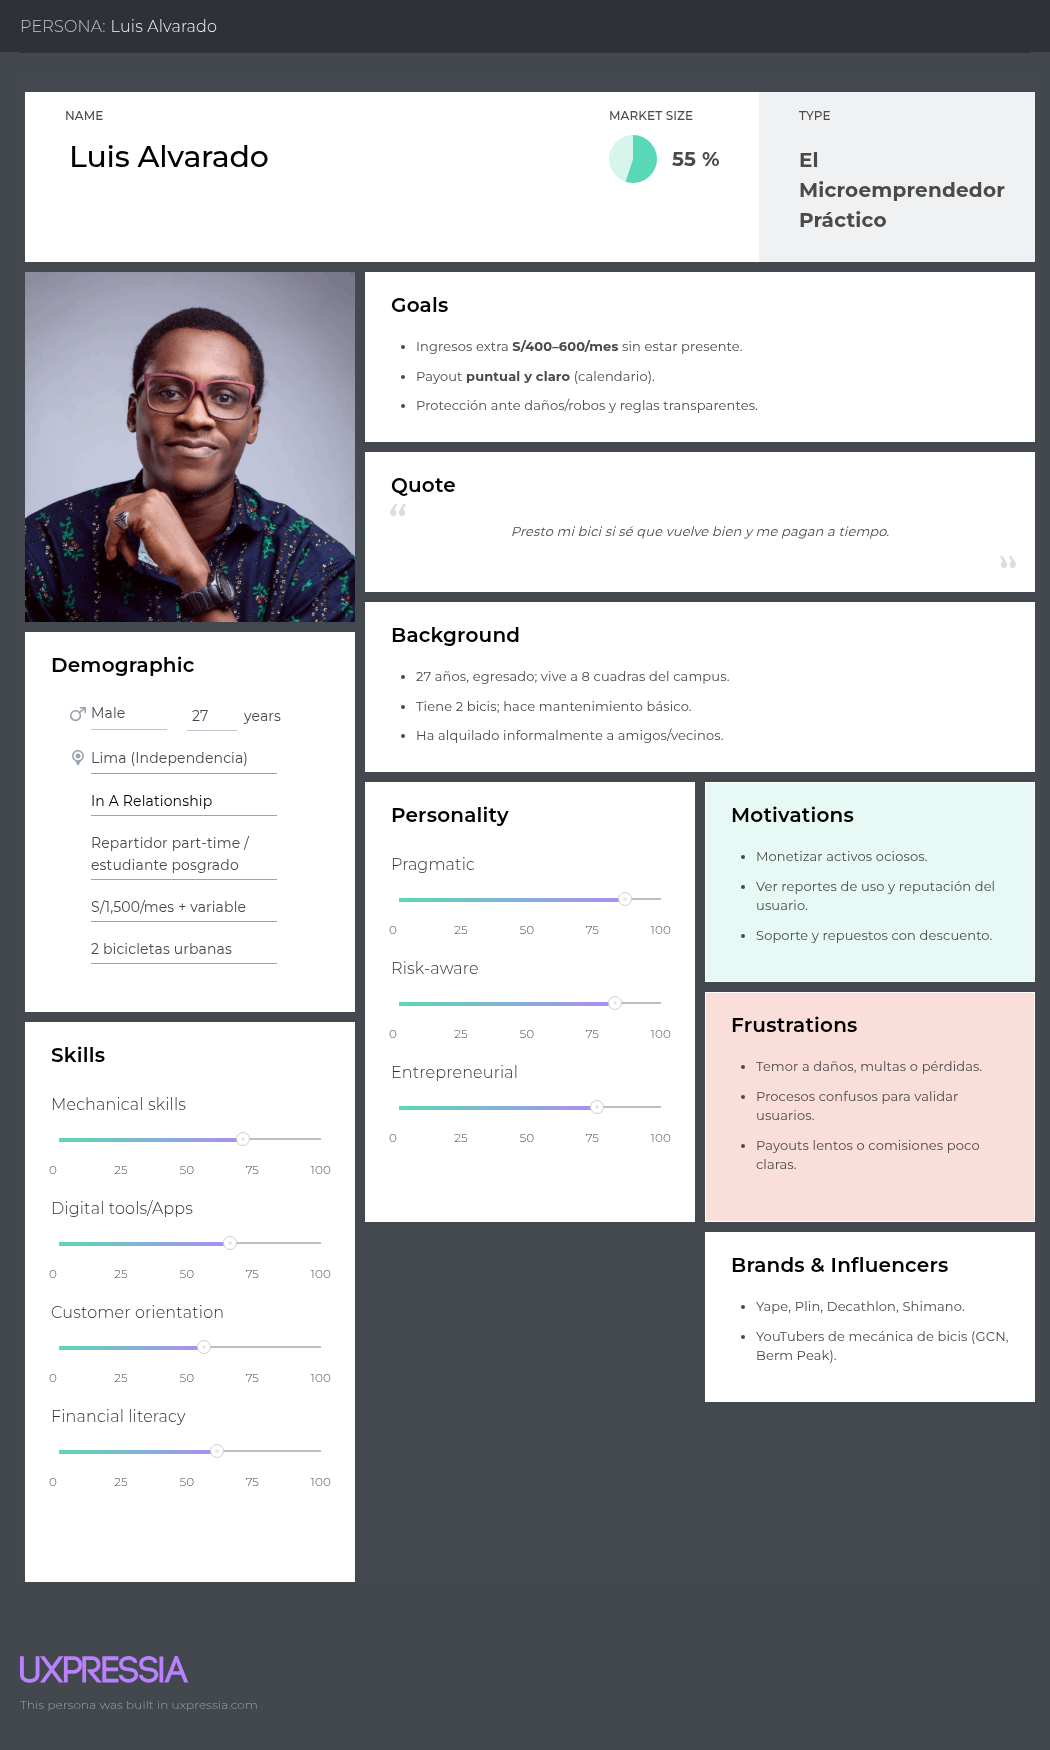 PERSONA: Luis Alvarado
NAME
Luis Alvarado
MARKET SIZE
55 %
TYPE
El
Microemprendedor
Práctico
Goals
Ingresos extra S/400–600/mes sin estar presente.
Payout puntual y claro (calendario).
Protección ante daños/robos y reglas transparentes.
Quote
“
Presto mi bici si sé que vuelve bien y me pagan a tiempo.
”
Background
27 años, egresado; vive a 8 cuadras del campus.
Tiene 2 bicis; hace mantenimiento básico.
Ha alquilado informalmente a amigos/vecinos.
Demographic
Male 27 years
Lima (Independencia)
In A Relationship
Repartidor part-time /
estudiante posgrado
S/1,500/mes + variable
2 bicicletas urbanas
Skills
Mechanical skills
0 25 50 75 100
Digital tools/Apps
0 25 50 75 100
Customer orientation
0 25 50 75 100
Financial literacy
0 25 50 75 100
Personality
Pragmatic
0 25 50 75 100
Risk-aware
0 25 50 75 100
Entrepreneurial
0 25 50 75 100
Motivations
Monetizar activos ociosos.
Ver reportes de uso y reputación del
usuario.
Soporte y repuestos con descuento.
Frustrations
Temor a daños, multas o pérdidas.
Procesos confusos para validar
usuarios.
Payouts lentos o comisiones poco
claras.
Brands & Influencers
Yape, Plin, Decathlon, Shimano.
YouTubers de mecánica de bicis (GCN,
Berm Peak).
UXPRESSIA
This persona was built in uxpressia.com